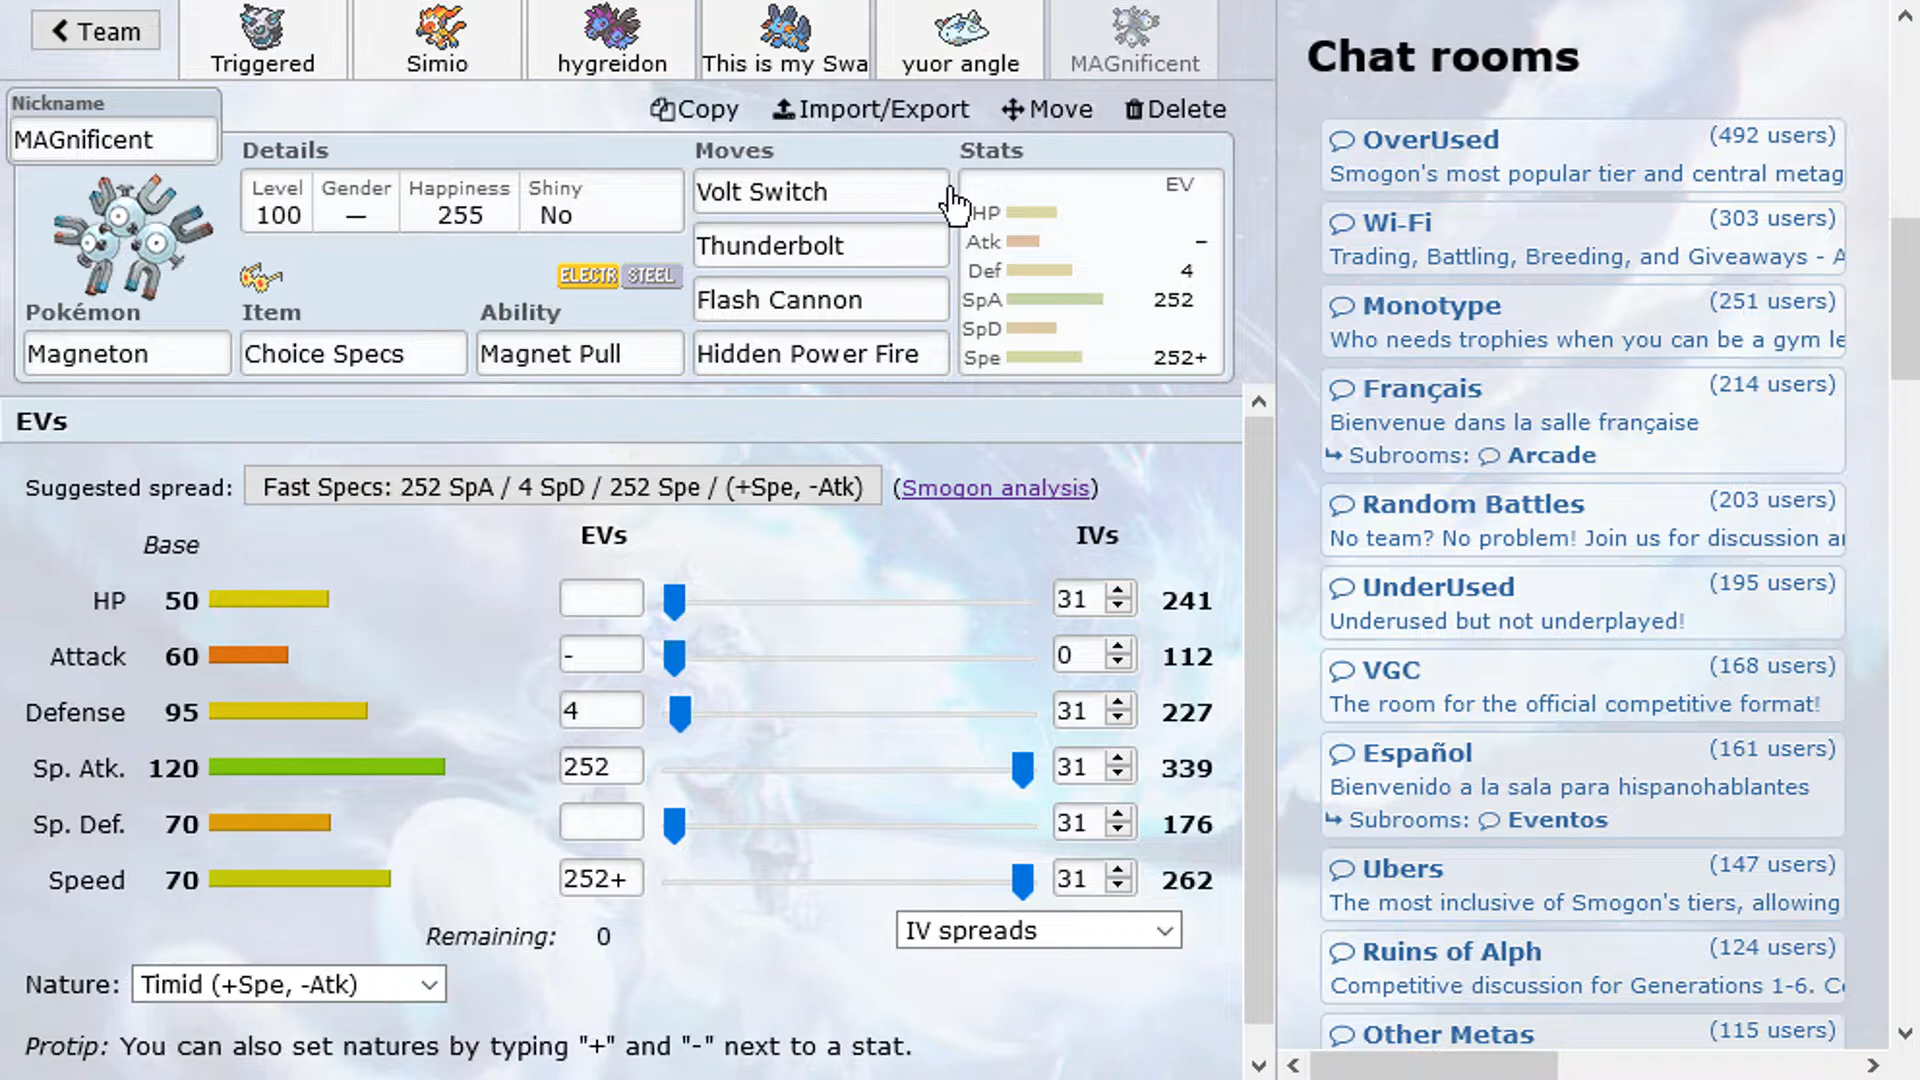 Team
Triggered
Simio
hygreidon
This is my Swa
yuor angle
MAGnificent
Copy
Import/Export
Move
Delete
Nickname
MAGnificent
Details
Level
100
Gender
—
Happiness
255
Shiny
No
ELECTR
STEEL
Pokémon
Magneton
Item
Choice Specs
Ability
Magnet Pull
Moves
Volt Switch
Thunderbolt
Flash Cannon
Hidden Power Fire
Stats
EV
HP
Atk –
Def 4
SpA 252
SpD
Spe 252+
EVs
Suggested spread: Fast Specs: 252 SpA / 4 SpD / 252 Spe / (+Spe, -Atk) (Smogon analysis)
Base EVs IVs
HP 50 31 241
Attack 60 - 0 112
Defense 95 4 31 227
Sp. Atk. 120 252 31 339
Sp. Def. 70 31 176
Speed 70 252+ 31 262
Remaining: 0
IV spreads
Nature: Timid (+Spe, -Atk)
Protip: You can also set natures by typing "+" and "-" next to a stat.
Chat rooms
OverUsed (492 users)
Smogon's most popular tier and central metag
Wi-Fi (303 users)
Trading, Battling, Breeding, and Giveaways - A
Monotype (251 users)
Who needs trophies when you can be a gym le
Français (214 users)
Bienvenue dans la salle française
Subrooms: Arcade
Random Battles (203 users)
No team? No problem! Join us for discussion a
UnderUsed (195 users)
Underused but not underplayed!
VGC (168 users)
The room for the official competitive format!
Español (161 users)
Bienvenido a la sala para hispanohablantes
Subrooms: Eventos
Ubers (147 users)
The most inclusive of Smogon's tiers, allowing
Ruins of Alph (124 users)
Competitive discussion for Generations 1-6. C
Other Metas (115 users)